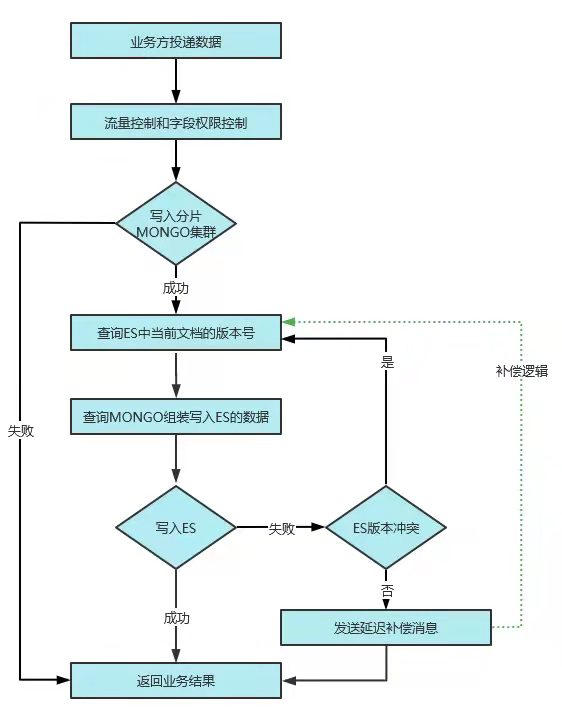 业务方投递数据
流量控制和字段权限控制
写入分片
MONGO集群
成功
查询ES中当前文档的版本号
是
补偿逻辑
查询MONGO组装写入ES的数据
失败
写入ES
失败
ES版本冲突
否
成功
发送延迟补偿消息
返回业务结果